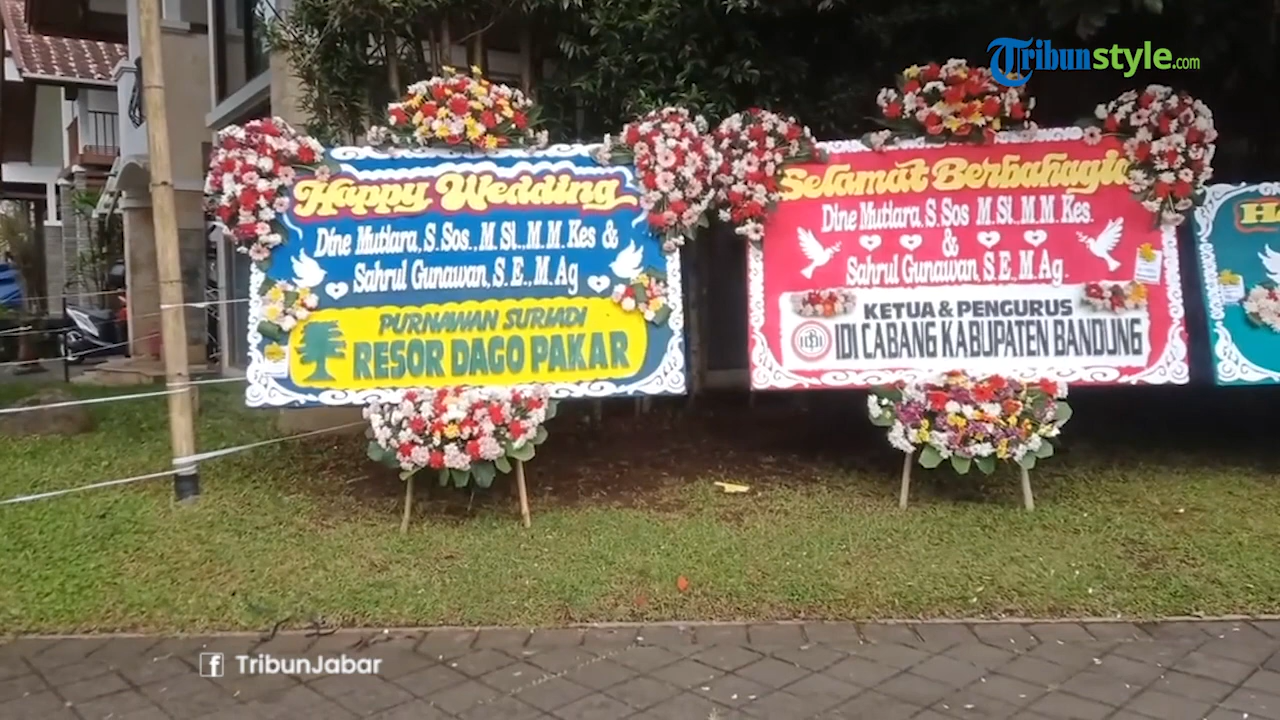 Tribunstyle.com
Happy Wedding
Dine Mutiara, S.Sos., M.Si., M.M.Kes &
Sahrul Gunawan, S.E., M.Ag
PURNAWAN SURIADI
RESOR DAGO PAKAR
Selamat Berbahagia
Dine Mutiara, S.Sos M.Si., M.M.Kes.
&
Sahrul Gunawan, S.E., M.Ag.
KETUA & PENGURUS
IDI CABANG KABUPATEN BANDUNG
TribunJabar